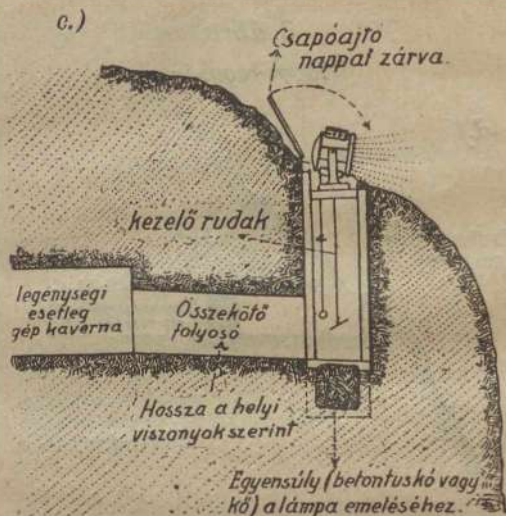 c.)
Csapóajtó
nappal zárva.
kezelő rudak
legénységi
esetleg
gép kaverna
Összekötő
folyosó
Hossza a helyi
viszonyok szerint
Egyensúly (betontuskó vagy
kő) a lámpa emeléséhez.